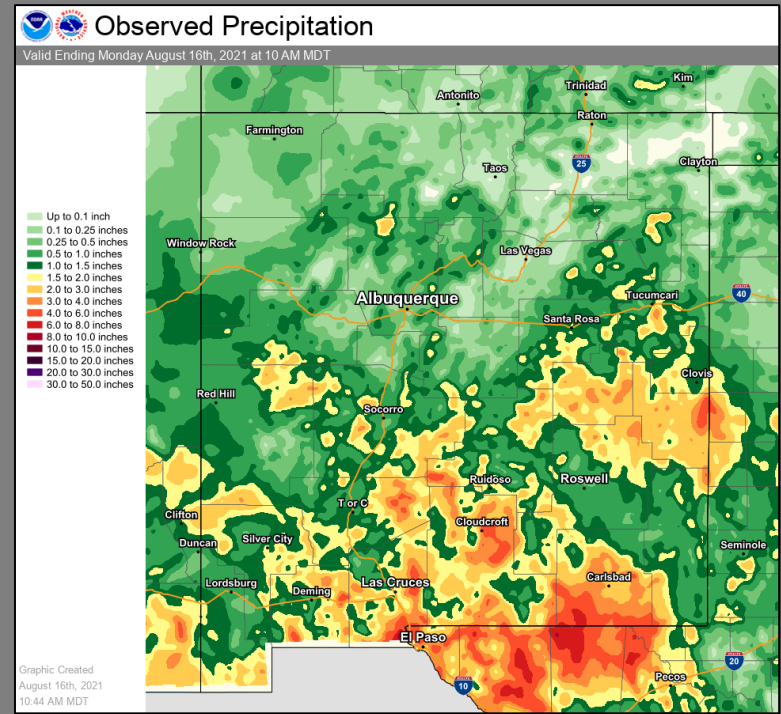 NOAA
Observed Precipitation
Valid Ending Monday August 16th, 2021 at 10 AM MDT
Kim
Trinidad
Antonito
Raton
Farmington
25
Clayton
Taos
Up to 0.1 inch
0.1 to 0.25 inches
0.25 to 0.5 inches
0.5 to 1.0 inches
1.0 to 1.5 inches
1.5 to 2.0 inches
2.0 to 3.0 inches
3.0 to 4.0 inches
4.0 to 6.0 inches
6.0 to 8.0 inches
8.0 to 10.0 inches
10.0 to 15.0 inches
15.0 to 20.0 inches
20.0 to 30.0 inches
30.0 to 50.0 inches
Window Rock
Las Vegas
Albuquerque
Tucumcari
40
Santa Rosa
Clovis
Red Hill
Socorro
Ruidoso
Roswell
T or C
Clifton
Cloudcroft
Duncan
Silver City
Seminole
Lordsburg
Las Cruces
Carlsbad
Deming
El Paso
20
Pecos
10
Graphic Created
August 16th, 2021
10:44 AM MDT